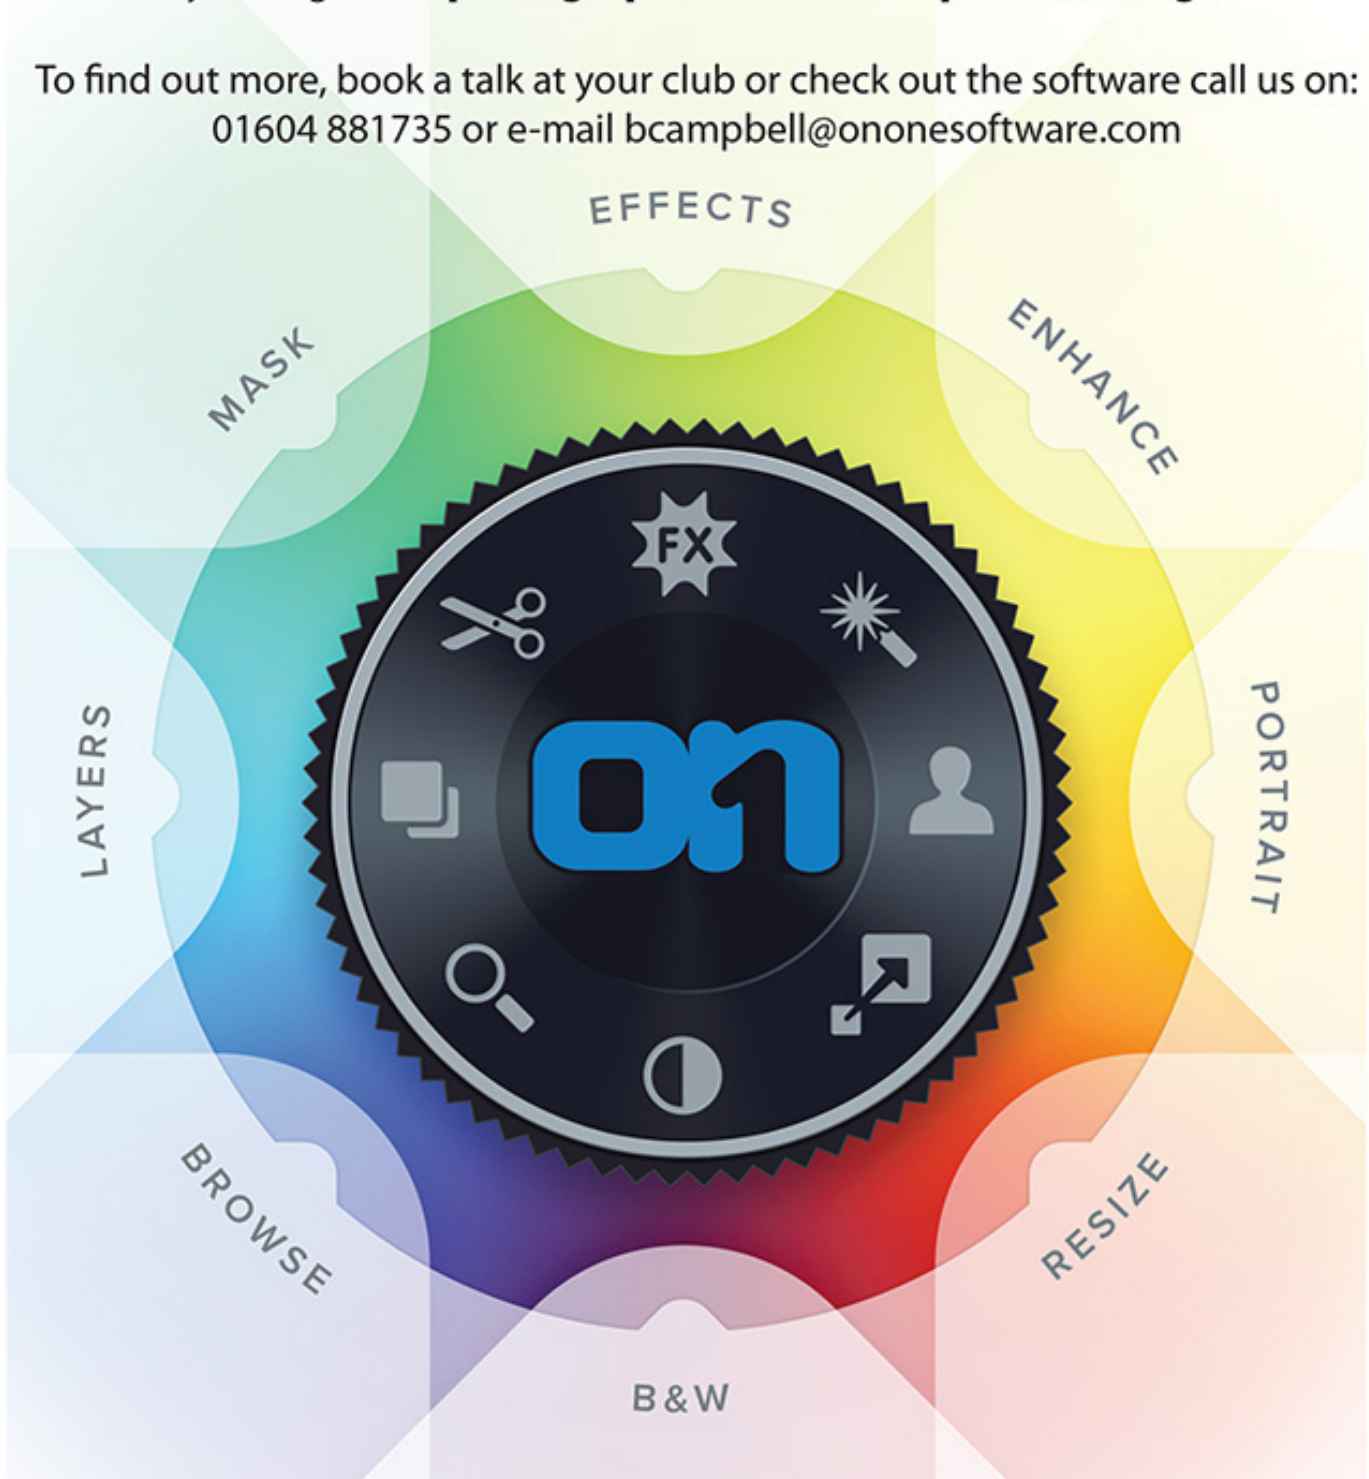 To find out more, book a talk at your club or check out the software call us on:
01604 881735 or e-mail bcampbell@ononesoftware.com
EFFECTS
MASK
ENHANCE
FX
LAYERS
on
PORTRAIT
BROWSE
RESIZE
B&W